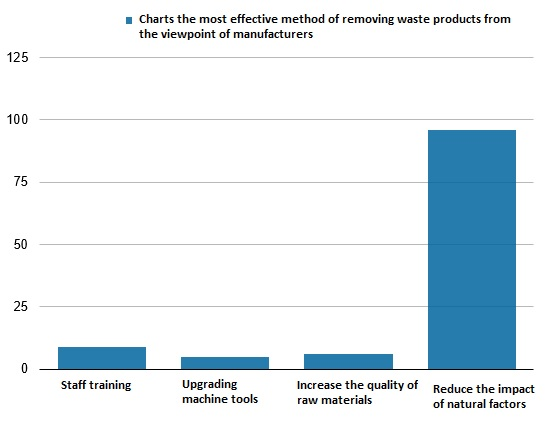 Charts the most effective method of removing waste products from
the viewpoint of manufacturers
125
100
75
50
25
0
Staff training
Upgrading
machine tools
Increase the quality of
raw materials
Reduce the impact
of natural factors